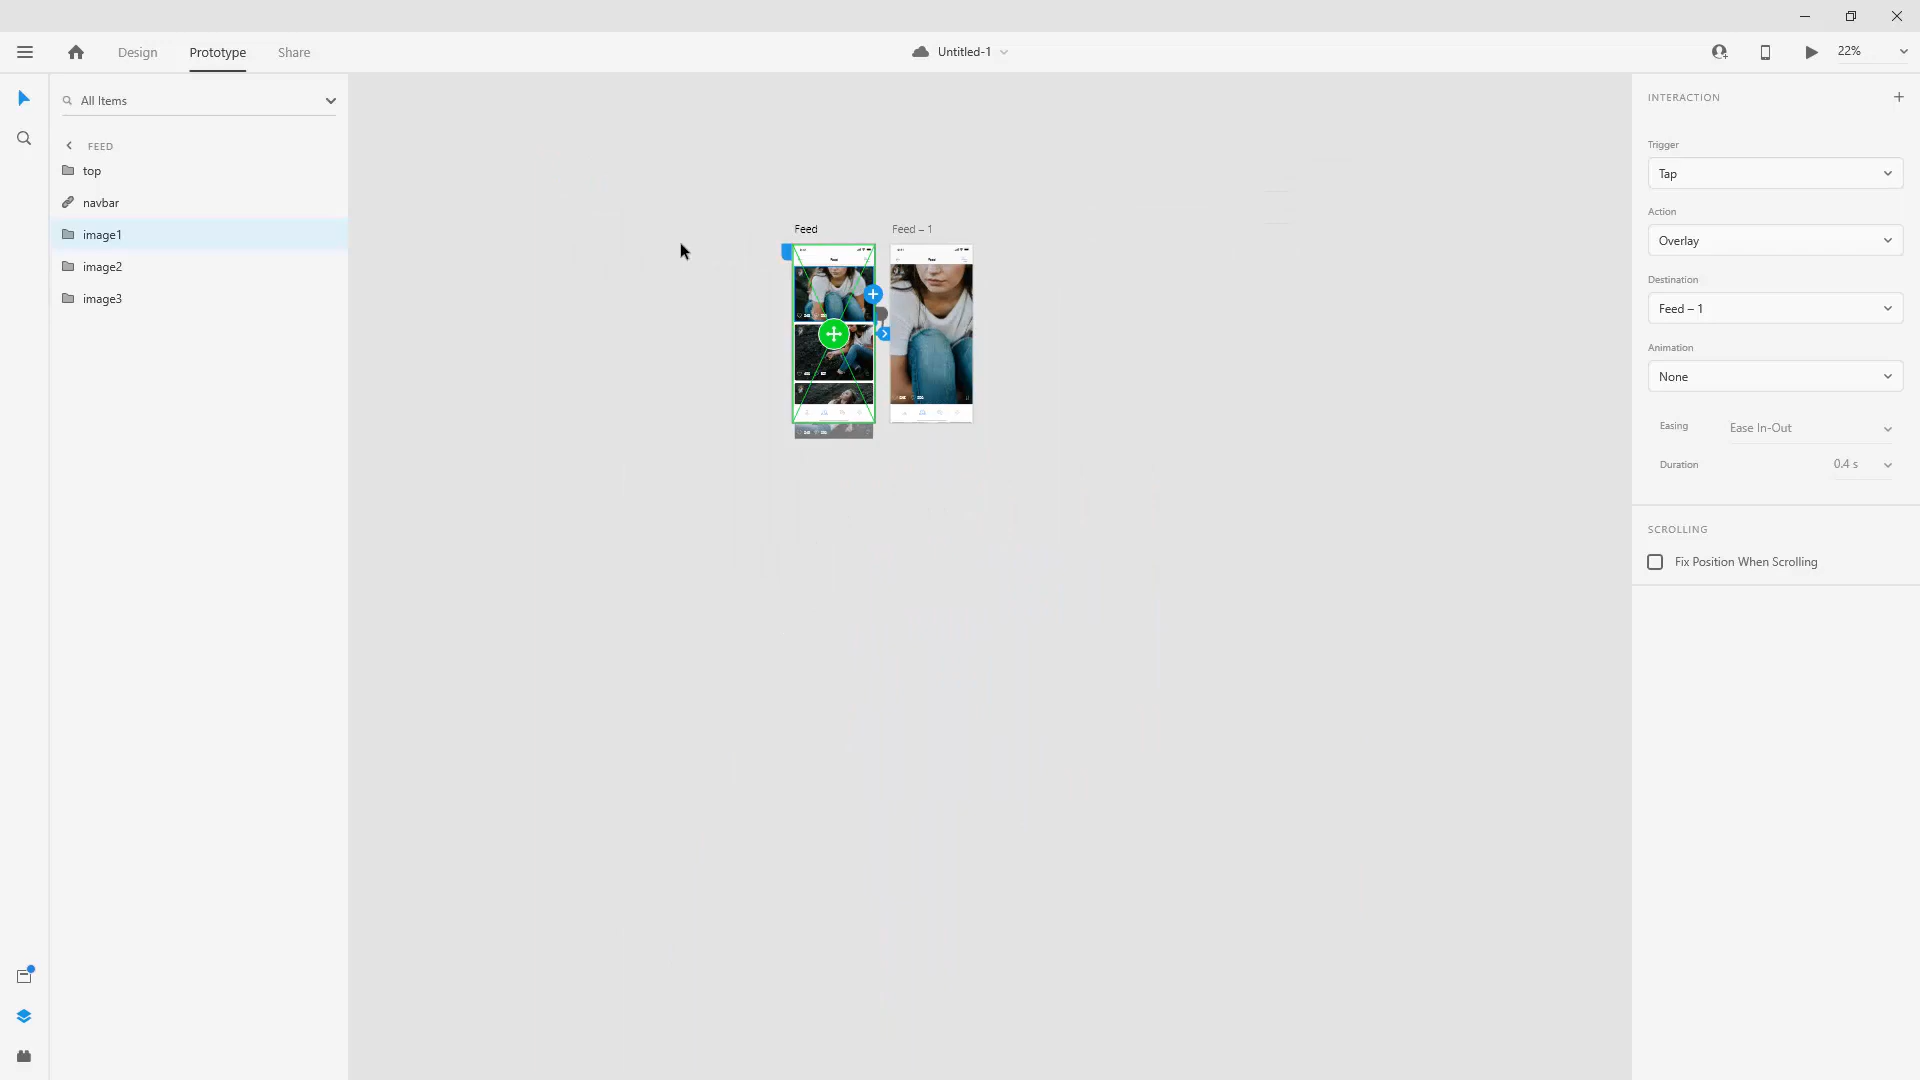 Design
Prototype
Share
Untitled-1
22%
All Items
FEED
top
navbar
image1
image2
image3
Feed
Feed – 1
Feed
Feed
INTERACTION
Trigger
Tap
Action
Overlay
Destination
Feed – 1
Animation
None
Easing
Ease In-Out
Duration
0.4 s
SCROLLING
Fix Position When Scrolling